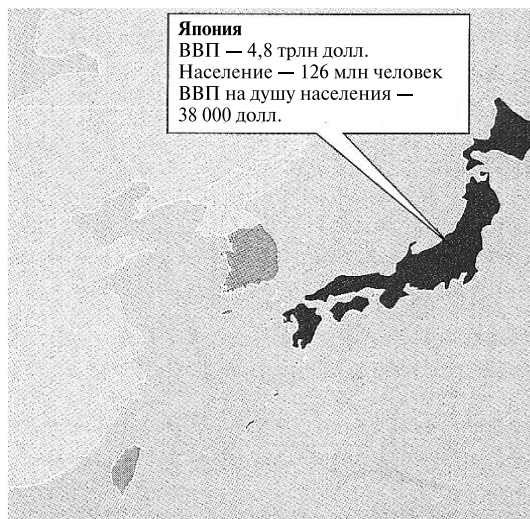 Япония
ВВП — 4,8 трлн долл.
Население — 126 млн человек
ВВП на душу населения —
38 000 долл.